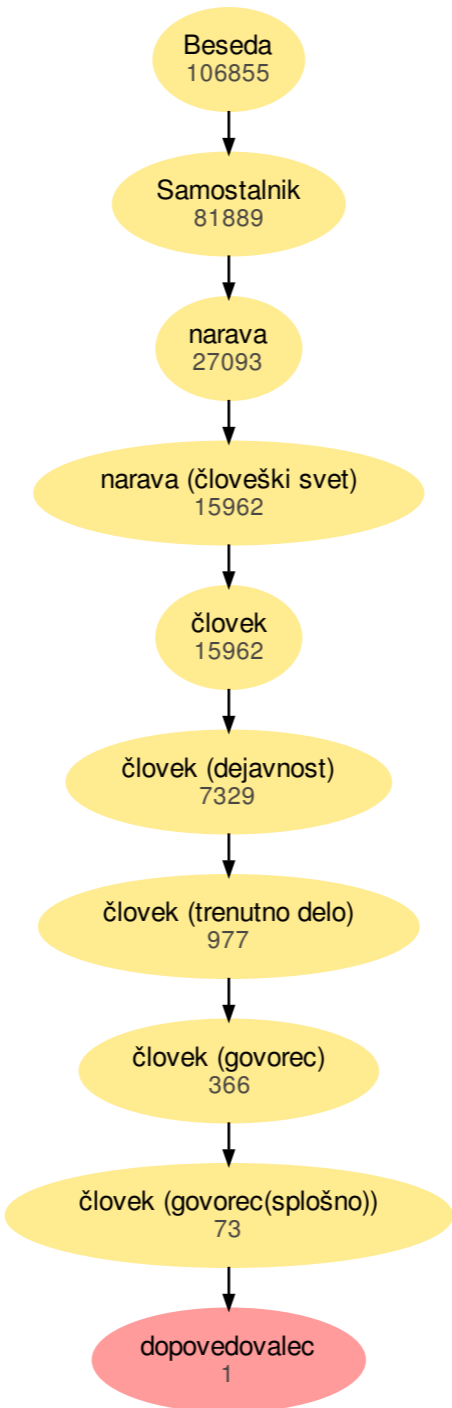 Beseda
106855
Samostalnik
81889
narava
27093
narava (človeški svet)
15962
človek
15962
človek (dejavnost)
7329
človek (trenutno delo)
977
človek (govorec)
366
človek (govorec(splošno))
73
dopovedovalec
1